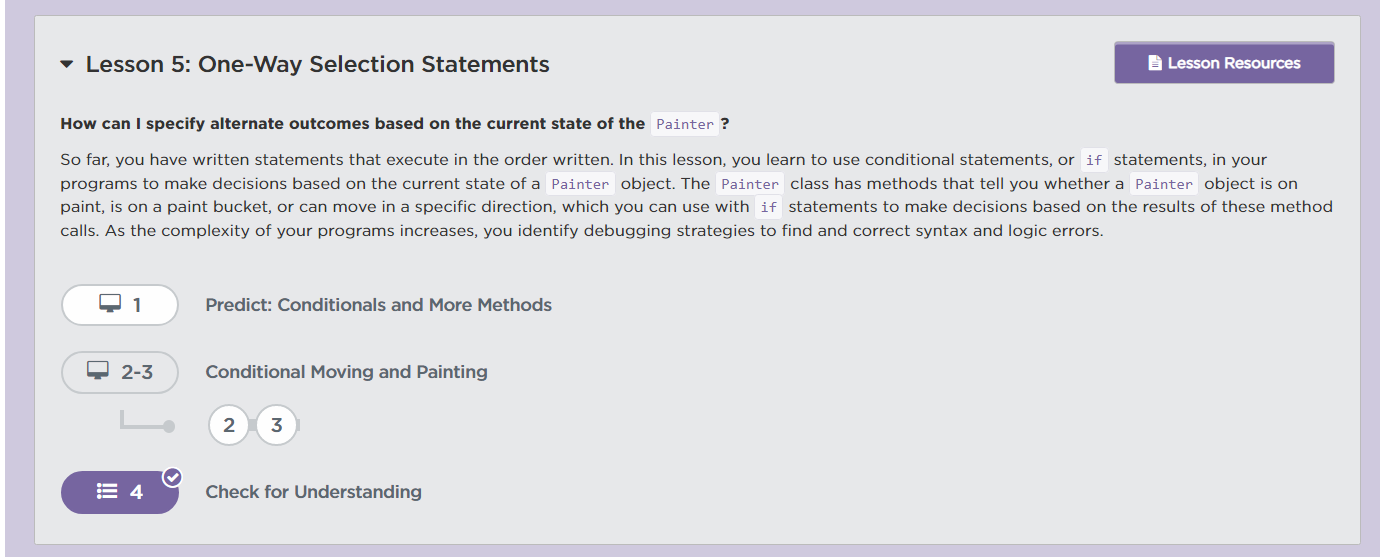 Lesson 5: One-Way Selection Statements
Lesson Resources
How can I specify alternate outcomes based on the current state of the Painter ?
So far, you have written statements that execute in the order written. In this lesson, you learn to use conditional statements, or if statements, in your
programs to make decisions based on the current state of a Painter object. The Painter class has methods that tell you whether a Painter object is on
paint, is on a paint bucket, or can move in a specific direction, which you can use with if statements to make decisions based on the results of these method
calls. As the complexity of your programs increases, you identify debugging strategies to find and correct syntax and logic errors.
1 Predict: Conditionals and More Methods
2-3 Conditional Moving and Painting
2 3
4 Check for Understanding